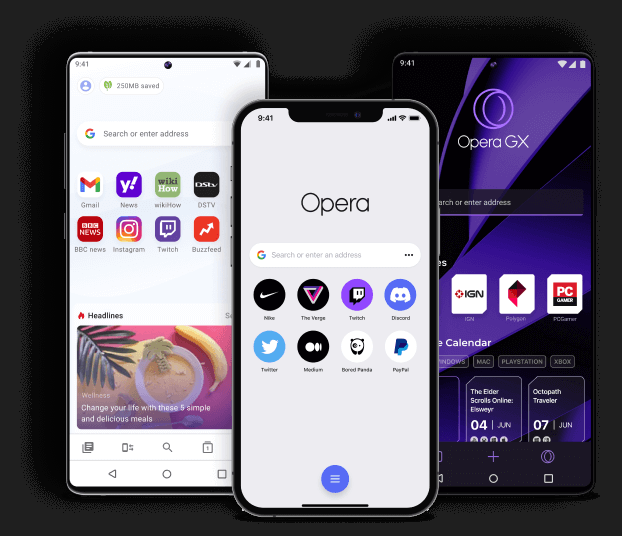 9:41
250MB saved
Search or enter address
Gmail
y!
News
wiki
How
wikiHow
DStv
DSTV
BBC
NEWS
BBC news
Instagram
Twitch
Buzzfeed
Headlines
Wellness
Change your life with these 5 simple
and delicious meals
1
9:41
Opera
Search or enter an address
Nike
The Verge
Twitch
Discord
Twitter
Medium
Bored Panda
PayPal
9:41
Opera GX
or enter address
IGN
IGN
Polygon
PC
GAMER
PCGamer
Calendar
MAC
PLAYSTATION
XBOX
The Elder
Scrolls Online:
Elsweyr
04 | JUN
Octopath
Traveler
07 | JUN